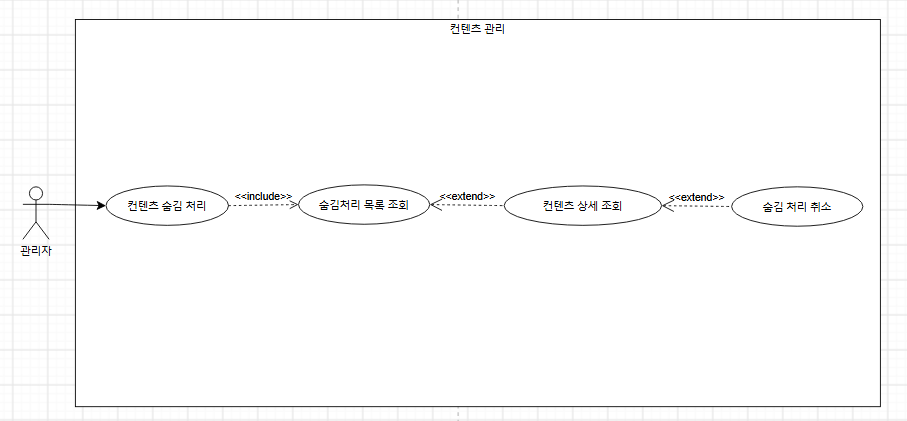 컨텐츠 관리
<<include>>
<<extend>>
<<extend>>
컨텐츠 숨김 처리
숨김처리 목록 조회
컨텐츠 상세 조회
숨김 처리 취소
관리자